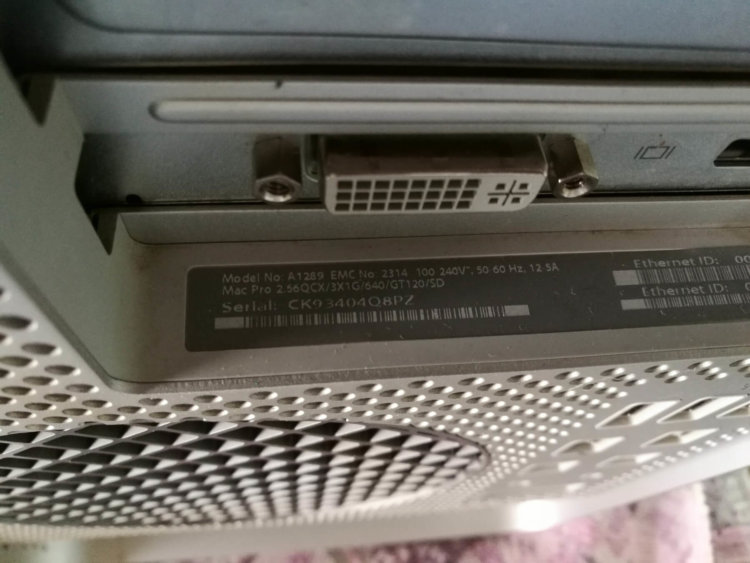 Model No: A1289 EMC No: 2314 100-240V~, 50-60 Hz, 12.5A
Mac Pro 2.66QCX/3X1G/640/GT120/SD
Serial: CK93404Q8PZ
Ethernet ID: 00
Ethernet ID: